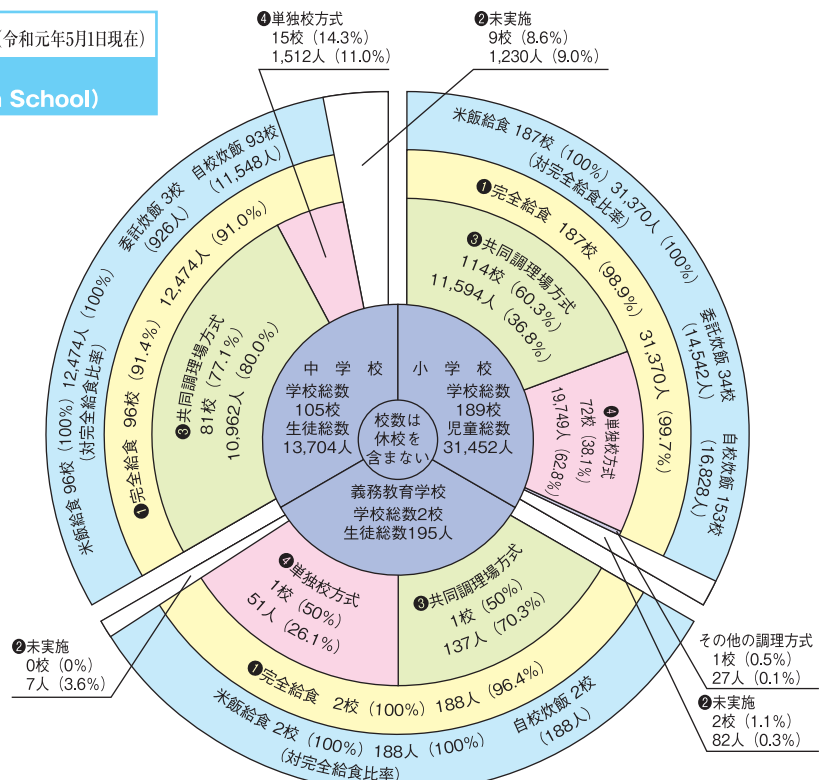 (令和元年5月1日現在)
School)
❹単独校方式
15校（14.3%）
1,512人（11.0%）
❷未実施
9校（8.6%）
1,230人（9.0%）
米飯給食 187校（100%）31,370人（100%）
（対完全給食比率）
委託炊飯 34校
（14,542人）
自校炊飯 153校
（16,828人）
❶完全給食 187校（98.9%）31,370人（99.7%）
❸共同調理場方式
114校（60.3%）
11,594人（36.8%）
❹単独校方式
72校（38.1%）
19,749人（62.8%）
小学校
学校総数
189校
児童総数
31,452人
中学校
学校総数
105校
生徒総数
13,704人
校数は
休校を
含まない
義務教育学校
学校総数2校
生徒総数195人
米飯給食 96校（100%）12,474人（100%）
（対完全給食比率）
委託炊飯 3校
（926人）
自校炊飯 93校
（11,548人）
❶完全給食 96校（91.4%）12,474人（91.0%）
❸共同調理場方式
81校（77.1%）
10,962人（80.0%）
❹単独校方式
1校（50%）
51人（26.1%）
❸共同調理場方式
1校（50%）
137人（70.3%）
❶完全給食 2校（100%）188人（96.4%）
米飯給食 2校（100%）188人（100%）
（対完全給食比率）
自校炊飯 2校
（188人）
❷未実施
0校（0%）
7人（3.6%）
その他の調理方式
1校（0.5%）
27人（0.1%）
❷未実施
2校（1.1%）
82人（0.3%）